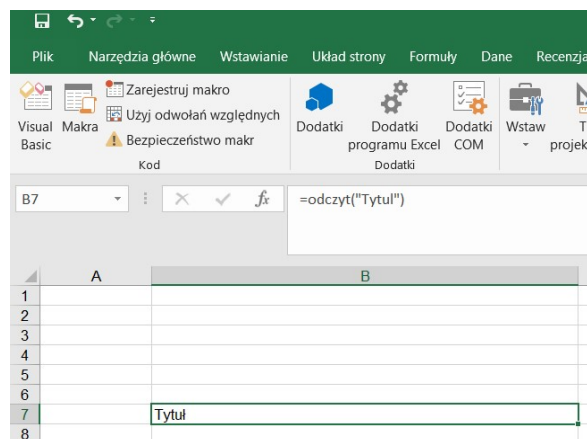 Plik Narzędzia główne Wstawianie Układ strony Formuły Dane Recenzja
Visual Basic
Makra
Zarejestruj makro
Użyj odwołań względnych
Bezpieczeństwo makr
Kod
Dodatki
Dodatki programu Excel
Dodatki COM
Dodatki
Wstaw
projek
B7 fx =odczyt("Tytul")
A B
1
2
3
4
5
6
7 Tytuł
8